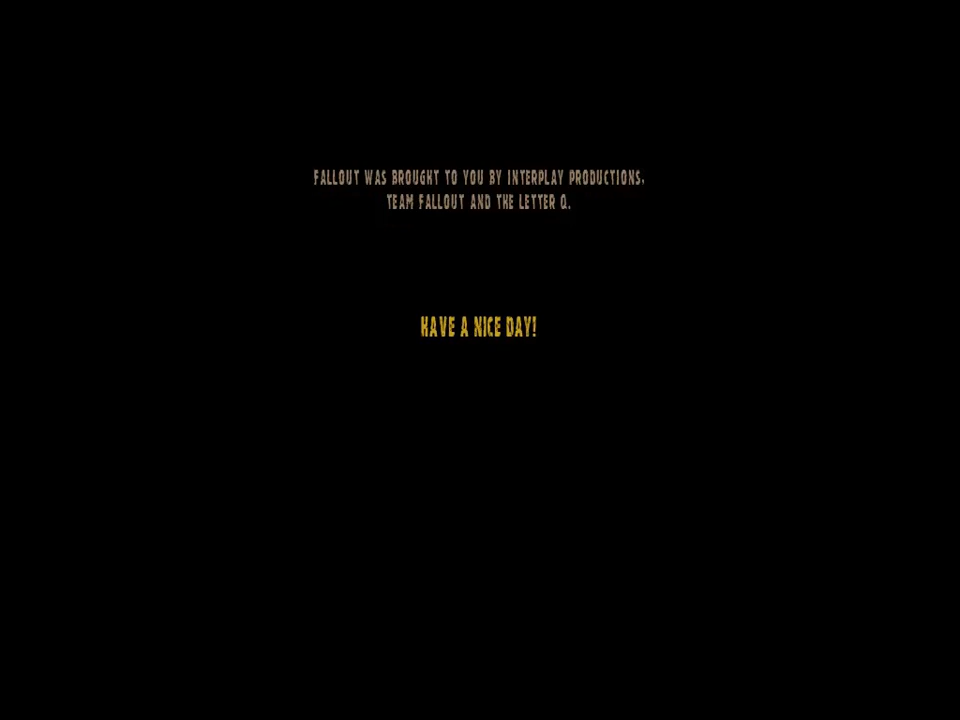 FALLOUT WAS BROUGHT TO YOU BY INTERPLAY PRODUCTIONS,
TEAM FALLOUT AND THE LETTER Q.
HAVE A NICE DAY!